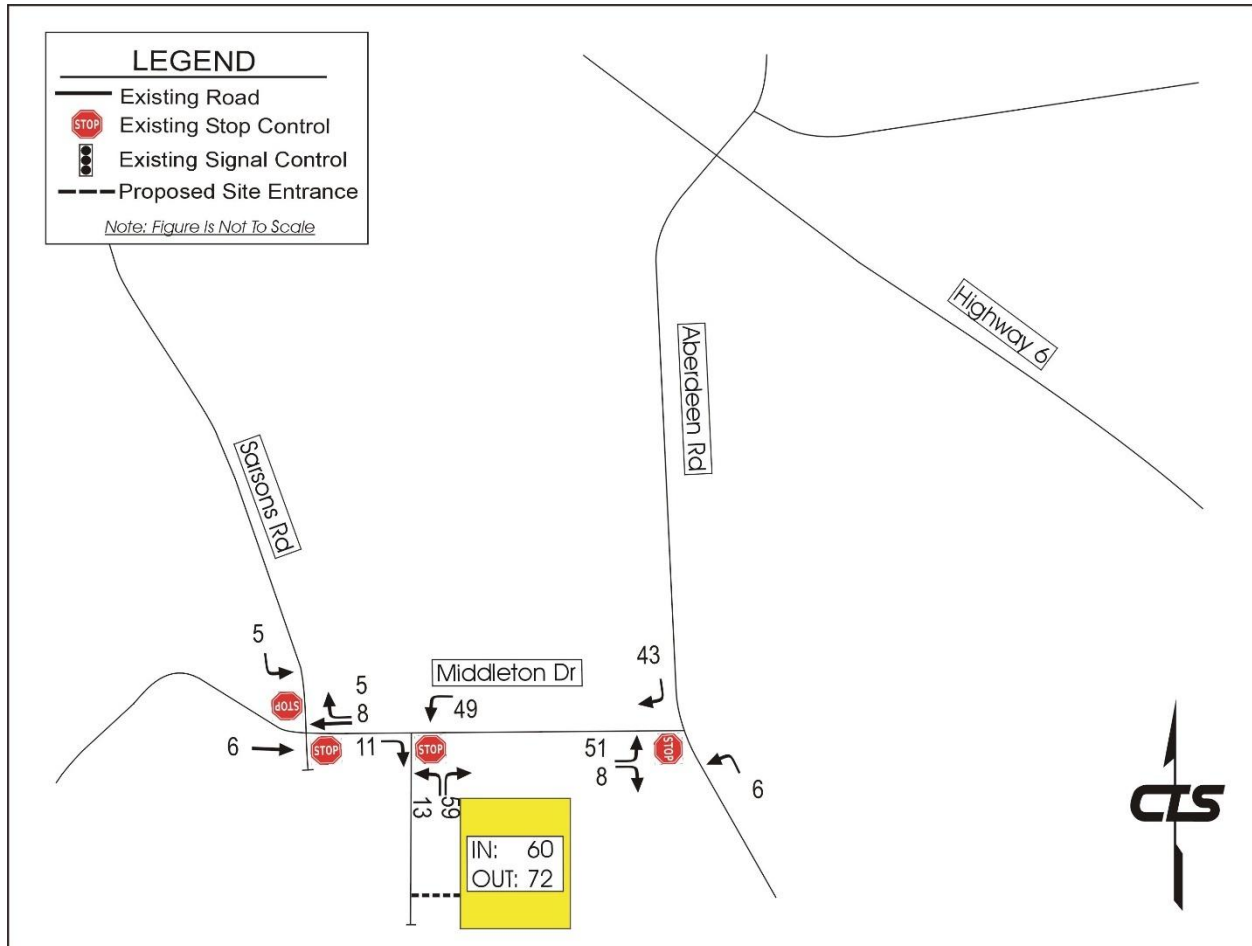 LEGEND
Existing Road
STOP Existing Stop Control
Existing Signal Control
Proposed Site Entrance
Note: Figure Is Not To Scale
Highway 6
Aberdeen Rd
Sarsons Rd
5
43
Middleton Dr
STOP
5
8
49
6
STOP
11
STOP
51
8
STOP
6
13
59
IN: 60
OUT: 72
CTS